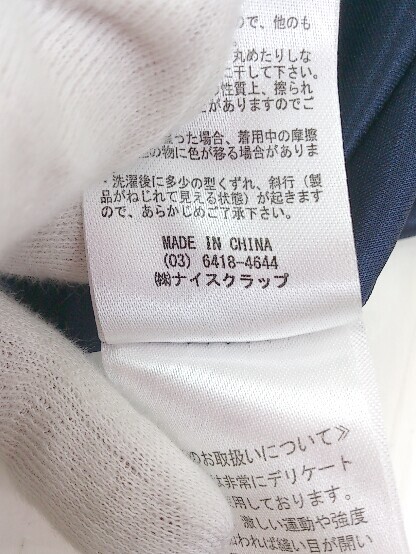 ので、他のも
丸めたりしな
に干して下さい。
性質上、擦られ
がありますのでご
った場合、着用中の摩擦
の物に色が移る場合がありま
・洗濯後に多少の型くずれ、斜行(製
品がねじれて見える状態)が起きます
ので、あらかじめご了承下さい。
MADE IN CHINA
(03) 6418-4644
㈱ナイスクラップ
のお取扱いについて》
は非常にデリケート
用しております。
激しい運動や強度
われば縫い目が開い